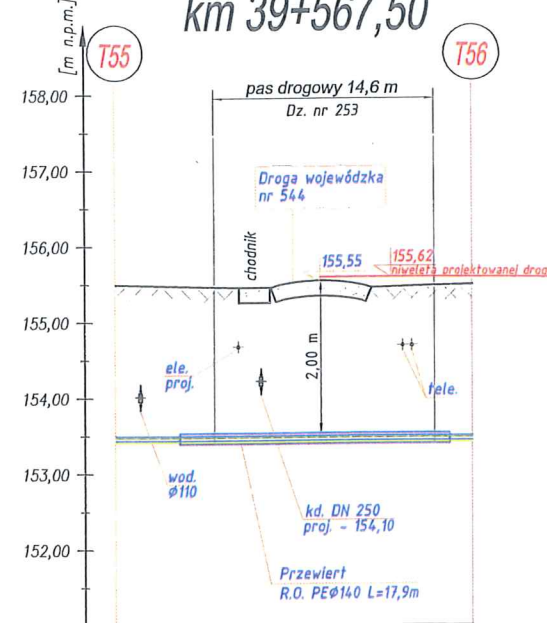 km 39+567,50
[m n.p.m.]
T55
T56
pas drogowy 14,6 m
Dz. nr 253
158,00
157,00
156,00
155,00
154,00
153,00
152,00
Droga wojewódzka
nr 544
chodnik
155,55
155,62
niweleta projektowanej drog
2,00 m
ele.
proj.
tele.
wod.
Ø110
kd. DN 250
proj. - 154,10
Przewiert
R.O. PEØ140 L=17,9m